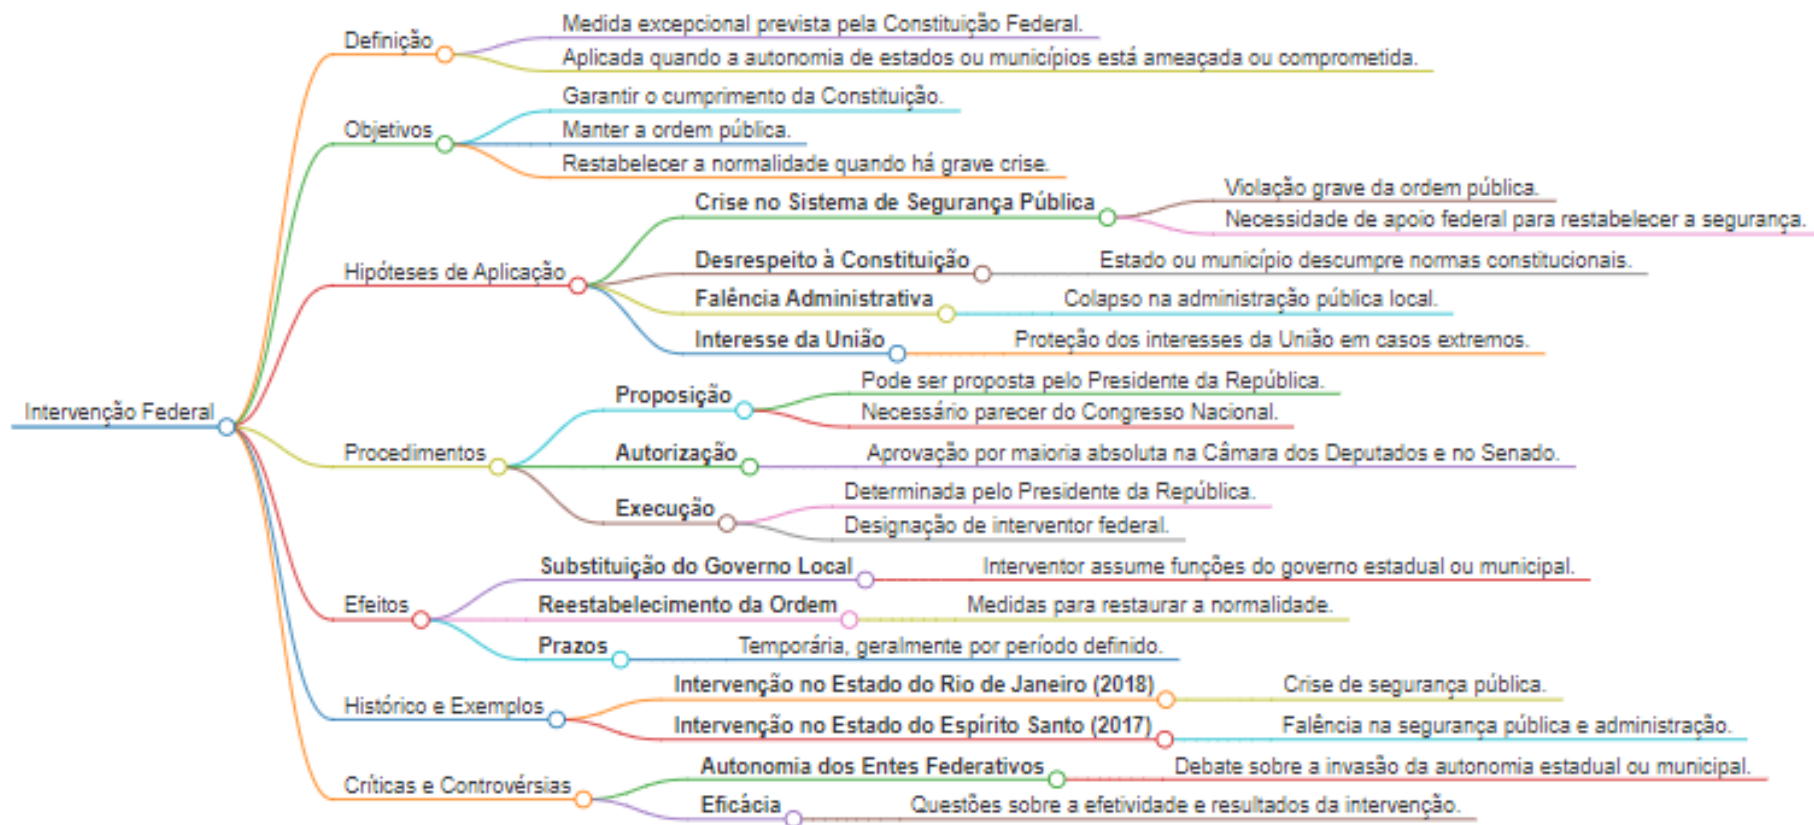 Intervenção Federal
Definição
Medida excepcional prevista pela Constituição Federal.
Aplicada quando a autonomia de estados ou municípios está ameaçada ou comprometida.
Objetivos
Garantir o cumprimento da Constituição.
Manter a ordem pública.
Restabelecer a normalidade quando há grave crise.
Hipóteses de Aplicação
Crise no Sistema de Segurança Pública
Violação grave da ordem pública.
Necessidade de apoio federal para restabelecer a segurança.
Desrespeito à Constituição
Estado ou município descumpre normas constitucionais.
Falência Administrativa
Colapso na administração pública local.
Interesse da União
Proteção dos interesses da União em casos extremos.
Procedimentos
Proposição
Pode ser proposta pelo Presidente da República.
Necessário parecer do Congresso Nacional.
Autorização
Aprovação por maioria absoluta na Câmara dos Deputados e no Senado.
Execução
Determinada pelo Presidente da República.
Designação de interventor federal.
Efeitos
Substituição do Governo Local
Interventor assume funções do governo estadual ou municipal.
Reestabelecimento da Ordem
Medidas para restaurar a normalidade.
Prazos
Temporária, geralmente por período definido.
Histórico e Exemplos
Intervenção no Estado do Rio de Janeiro (2018)
Crise de segurança pública.
Intervenção no Estado do Espírito Santo (2017)
Falência na segurança pública e administração.
Críticas e Controvérsias
Autonomia dos Entes Federativos
Debate sobre a invasão da autonomia estadual ou municipal.
Eficácia
Questões sobre a efetividade e resultados da intervenção.